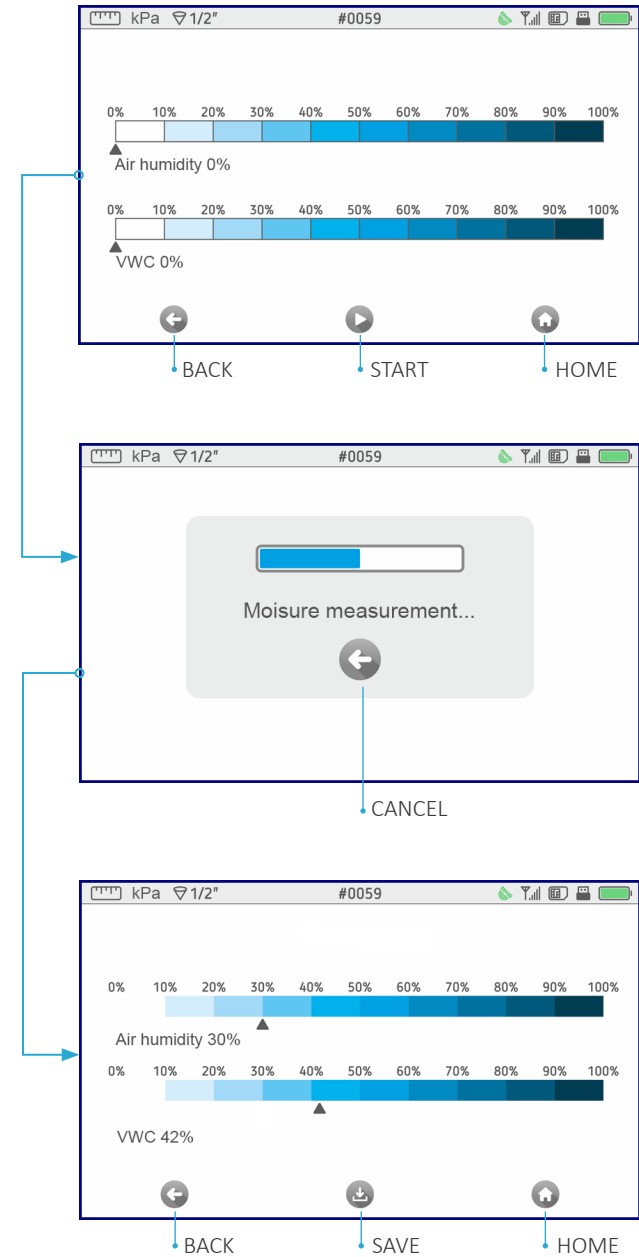 kPa 1/2" #0059
0% 10% 20% 30% 40% 50% 60% 70% 80% 90% 100%
Air humidity 0%
0% 10% 20% 30% 40% 50% 60% 70% 80% 90% 100%
VWC 0%
BACK START HOME
kPa 1/2" #0059
Moisure measurement...
CANCEL
kPa 1/2" #0059
0% 10% 20% 30% 40% 50% 60% 70% 80% 90% 100%
Air humidity 30%
0% 10% 20% 30% 40% 50% 60% 70% 80% 90% 100%
VWC 42%
BACK SAVE HOME